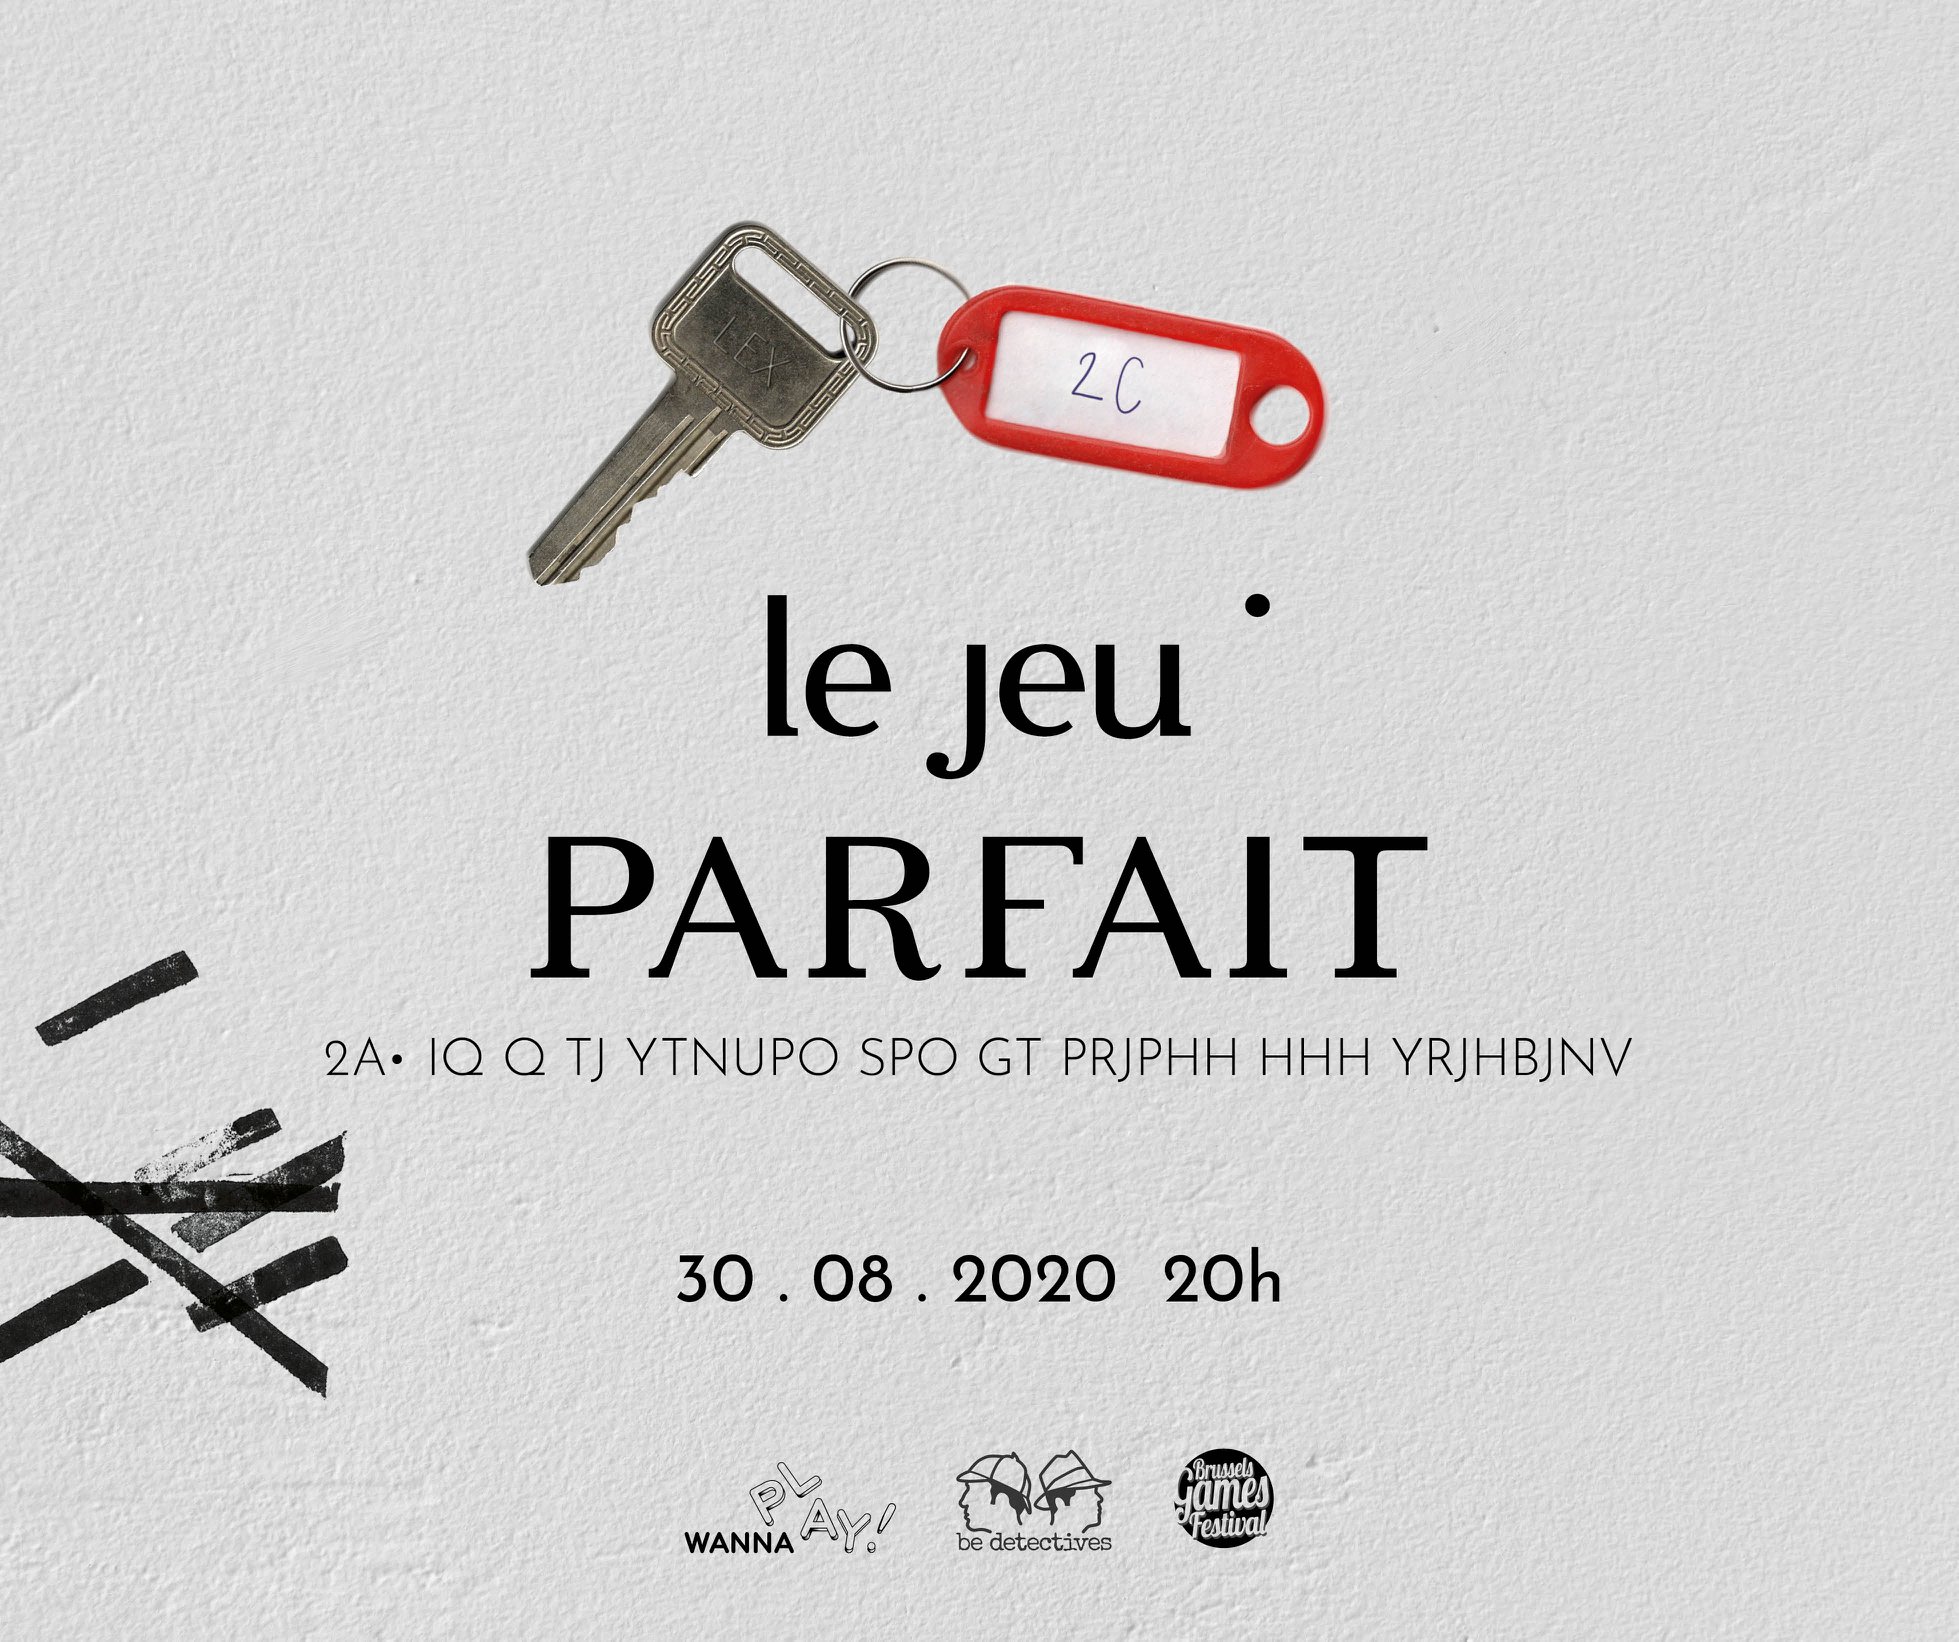 LEX
2C
le jeu
PARFAIT
2A• IQ Q TJ YTNUPO SPO GT PRJPHH HHH YRJHBJNV
30 . 08 . 2020 20h
WANNA PLAY!
be detectives
Brussels
Games
Festival